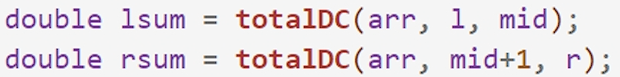 double lsum = totalDC(arr, l, mid);
double rsum = totalDC(arr, mid+1, r);